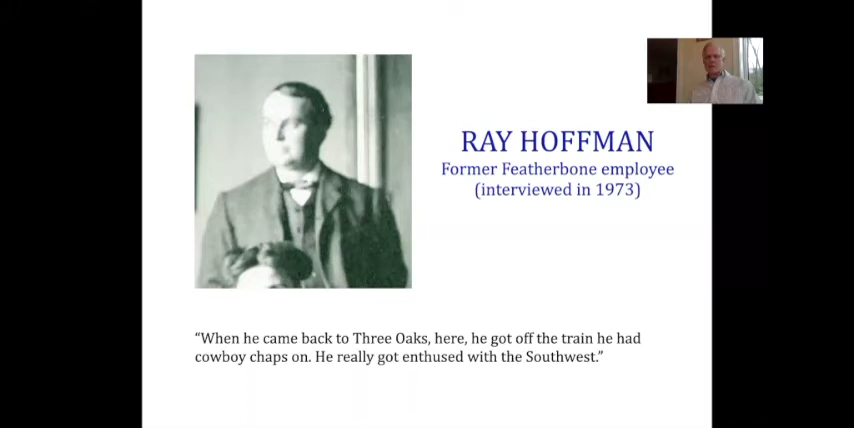 RAY HOFFMAN
Former Featherbone employee
(interviewed in 1973)
“When he came back to Three Oaks, here, he got off the train he had
cowboy chaps on. He really got enthused with the Southwest.”